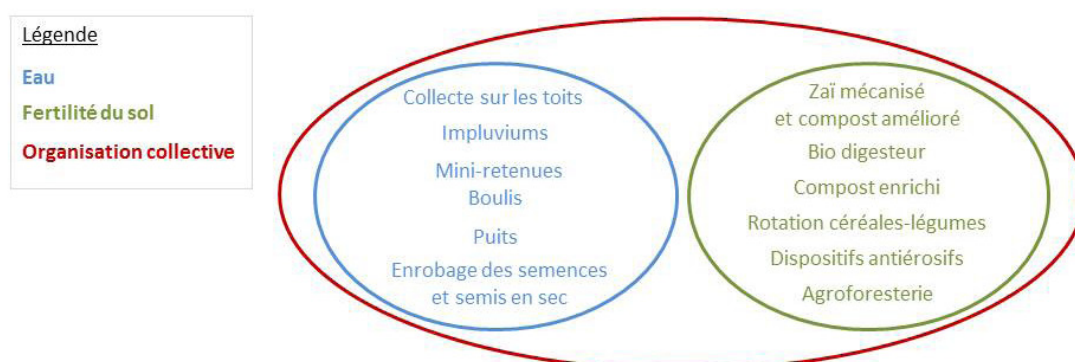 Légende
Eau
Fertilité du sol
Organisation collective
Collecte sur les toits
Impluviums
Mini-retenues
Boulis
Puits
Enrobage des semences
et semis en sec
Zaï mécanisé
et compost amélioré
Bio digesteur
Compost enrichi
Rotation céréales-légumes
Dispositifs antiérosifs
Agroforesterie